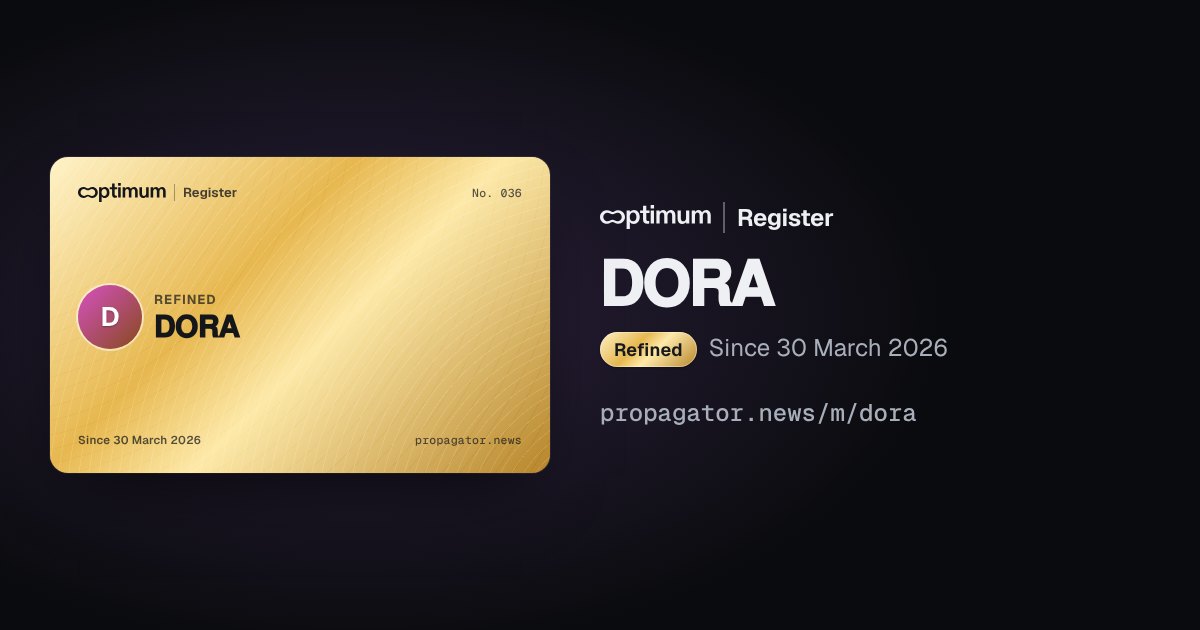 optimum | Register
No. 036
D
REFINED
DORA
Since 30 March 2026
propagator.news
optimum | Register
DORA
Refined Since 30 March 2026
propagator.news/m/dora